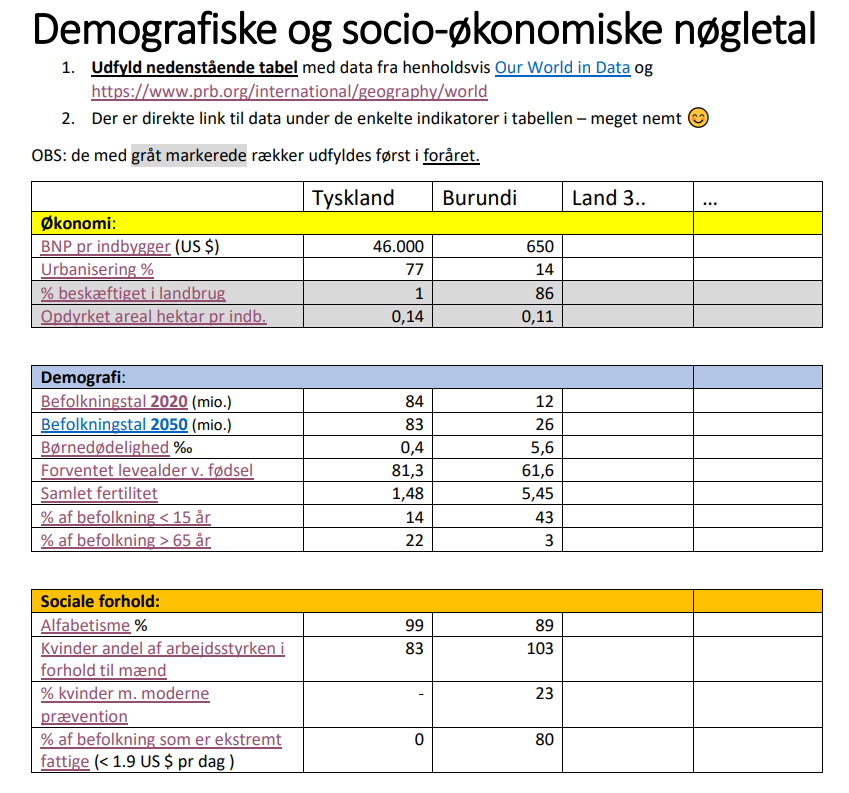 Demografiske og socio-økonomiske nøgletal
1. Udfyld nedenstående tabel med data fra henholdsvis Our World in Data og
https://www.prb.org/international/geography/world
2. Der er direkte link til data under de enkelte indikatorer i tabellen – meget nemt 😊
OBS: de med gråt markerede rækker udfyldes først i foråret.
Tyskland Burundi Land 3.. ...
Økonomi:
BNP pr indbygger (US $) 46.000 650
Urbanisering % 77 14
% beskæftiget i landbrug 1 86
Opdyrket areal hektar pr indb. 0,14 0,11
Demografi:
Befolkningstal 2020 (mio.) 84 12
Befolkningstal 2050 (mio.) 83 26
Børnedødelighed ‰ 0,4 5,6
Forventet levealder v. fødsel 81,3 61,6
Samlet fertilitet 1,48 5,45
% af befolkning < 15 år 14 43
% af befolkning > 65 år 22 3
Sociale forhold:
Alfabetisme % 99 89
Kvinder andel af arbejdsstyrken i
forhold til mænd 83 103
% kvinder m. moderne
prævention - 23
% af befolkning som er ekstremt
fattige (< 1.9 US $ pr dag ) 0 80